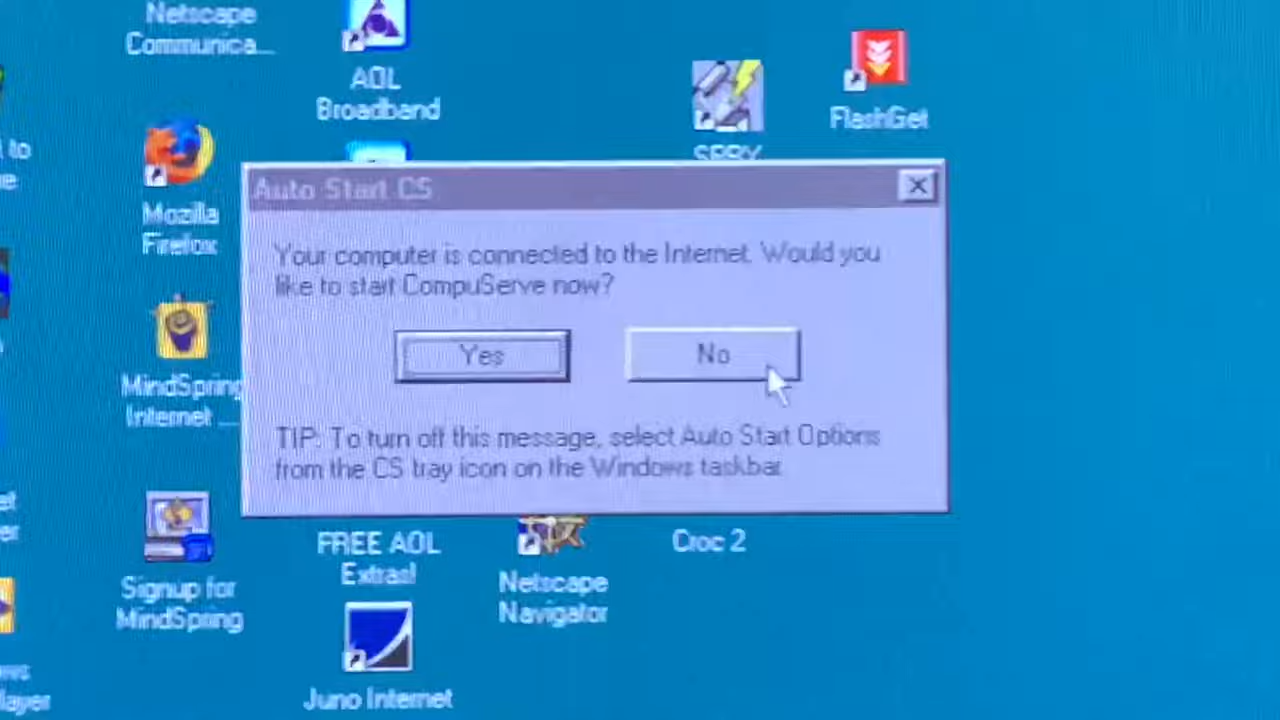 Netscape
Communica...
AOL
Broadband
FlashGet
SPRY
to
Mozilla
Firefox
Auto Start CS
Your computer is connected to the Internet. Would you
like to start CompuServe now?
Yes
No
TIP: To turn off this message, select Auto Start Options
from the CS tray icon on the Windows taskbar.
MindSpring
Internet ...
FREE AOL
Extras!
Croc 2
Netscape
Navigator
Signup for
MindSpring
Juno Internet